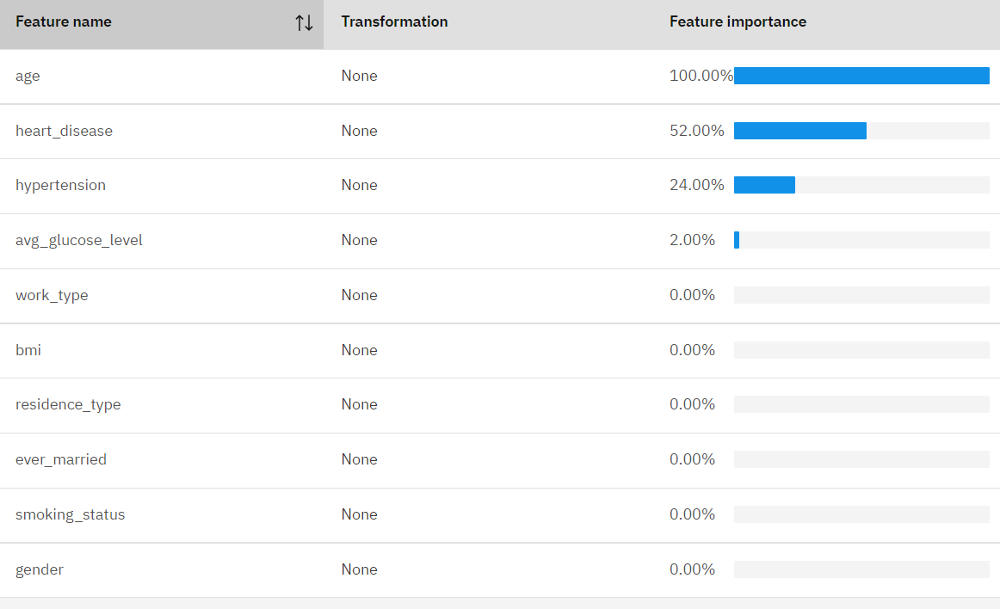 Feature name Transformation Feature importance
age None 100.00%
heart_disease None 52.00%
hypertension None 24.00%
avg_glucose_level None 2.00%
work_type None 0.00%
bmi None 0.00%
residence_type None 0.00%
ever_married None 0.00%
smoking_status None 0.00%
gender None 0.00%